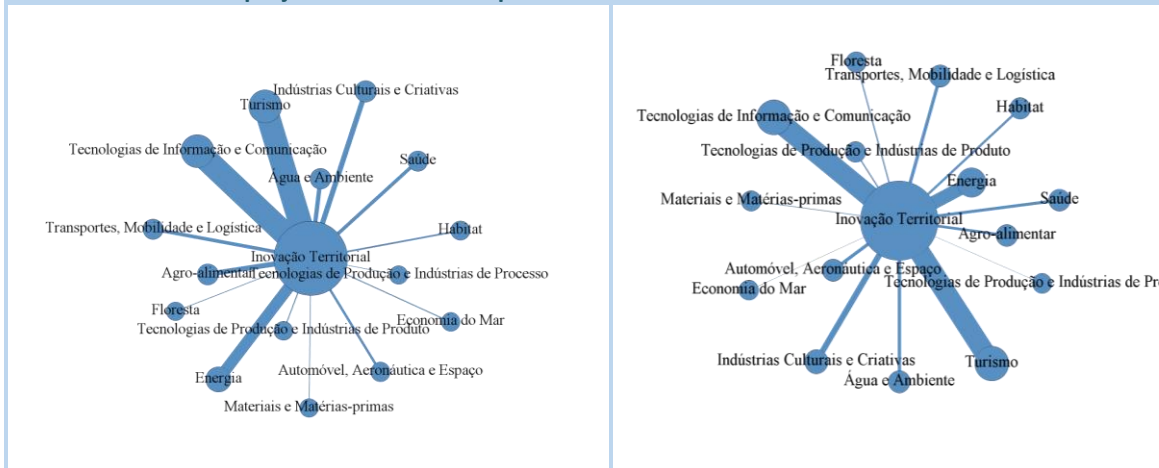 Indústrias Culturais e Criativas
Turismo
Tecnologias de Informação e Comunicação
Água e Ambiente
Saúde
Transportes, Mobilidade e Logística
Habitat
Inovação Territorial
Agro-alimentar
Tecnologias de Produção e Indústrias de Processo
Floresta
Tecnologias de Produção e Indústrias de Produto
Economia do Mar
Energia
Automóvel, Aeronáutica e Espaço
Materiais e Matérias-primas
Floresta
Transportes, Mobilidade e Logística
Tecnologias de Informação e Comunicação
Habitat
Tecnologias de Produção e Indústrias de Produto
Energia
Materiais e Matérias-primas
Saúde
Inovação Territorial
Agro-alimentar
Automóvel, Aeronáutica e Espaço
Economia do Mar
Tecnologias de Produção e Indústrias de Pro
Indústrias Culturais e Criativas
Turismo
Água e Ambiente